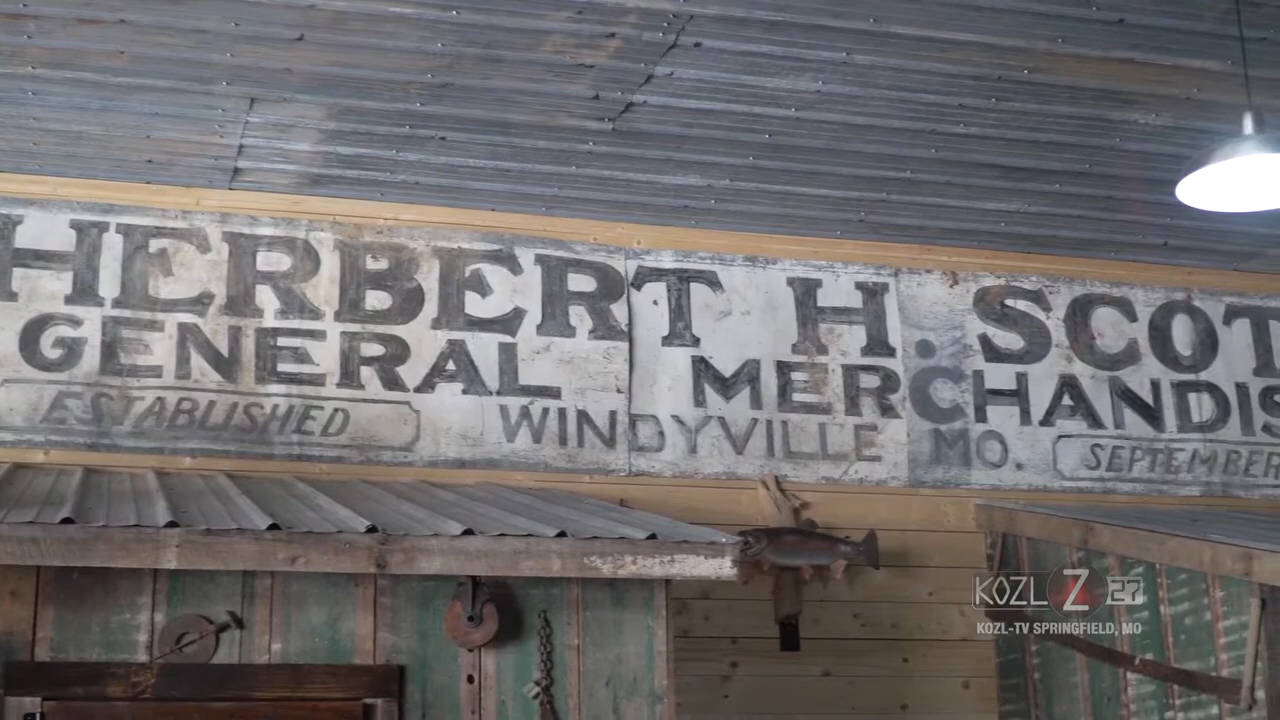 HERBERT H. SCOT
GENERAL MERCHANDIS
ESTABLISHED WINDYVILLE MO. SEPTEMBER
KOZL Z 27
KOZL-TV SPRINGFIELD, MO